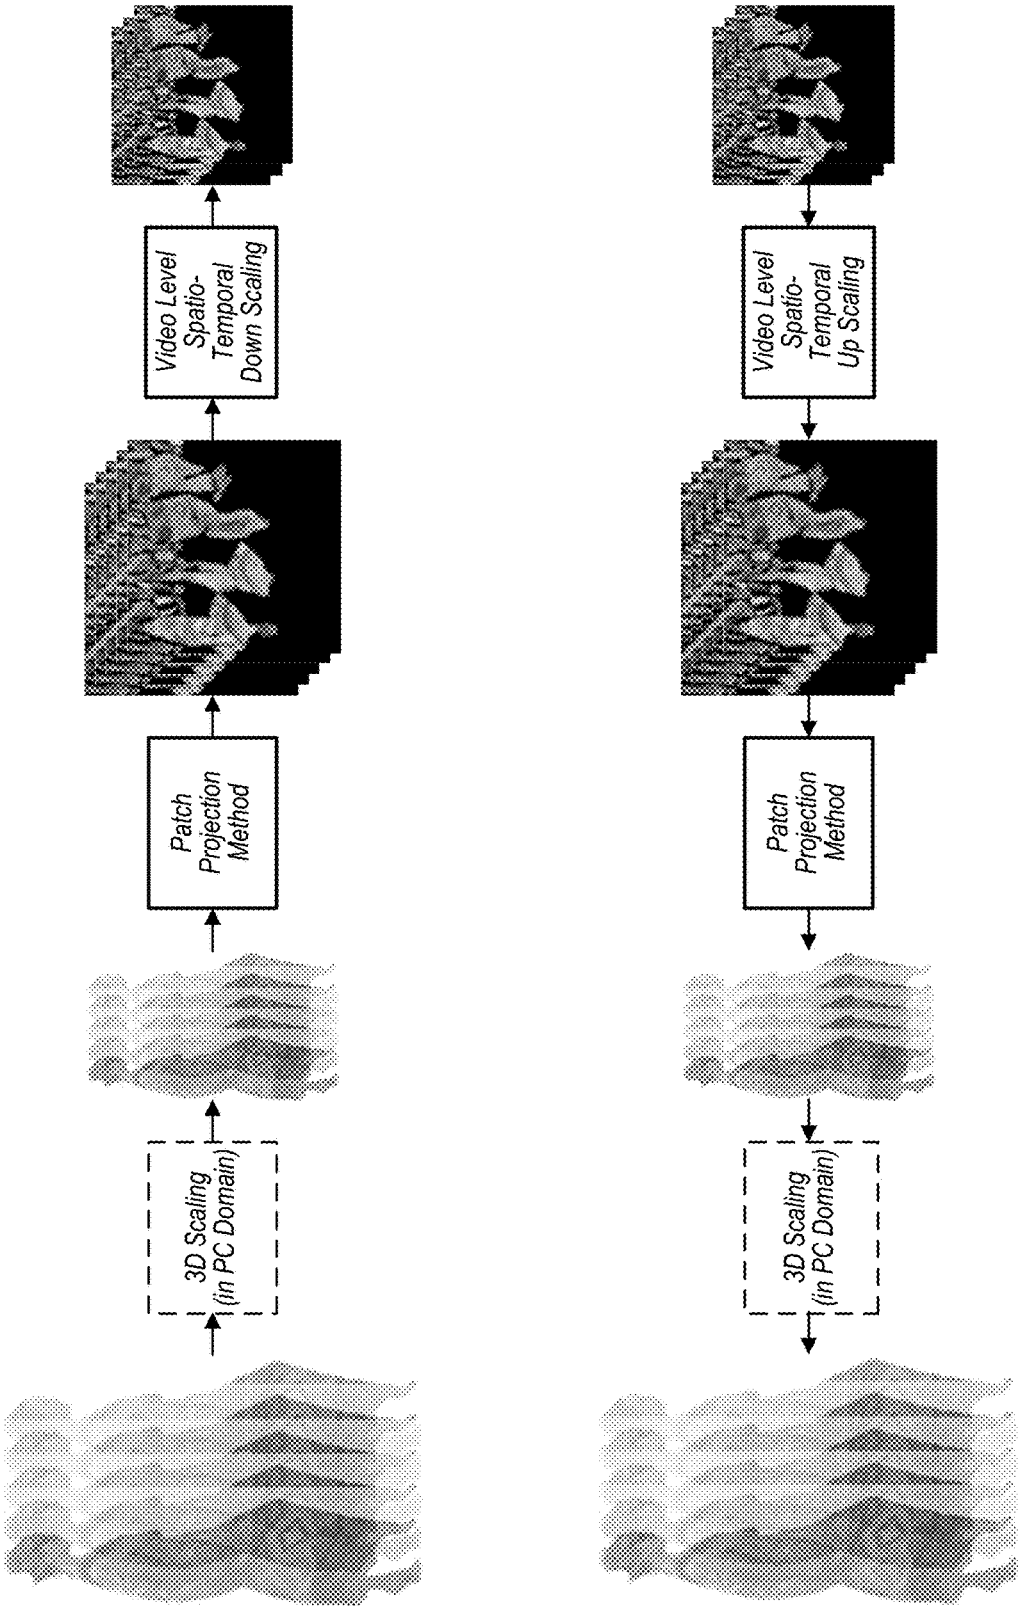 Video Level
Spatio-
Temporal
Down Scaling
Video Level
Spatio-
Temporal
Up Scaling
Patch
Projection
Method
Patch
Projection
Method
3D Scaling
(in PC Domain)
3D Scaling
(in PC Domain)